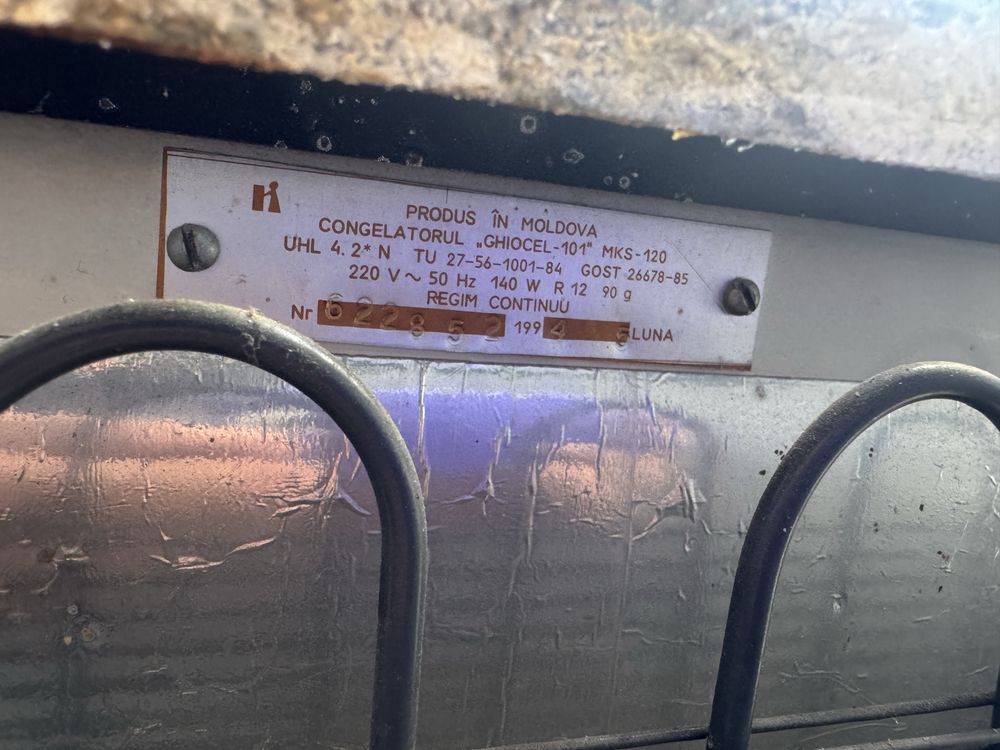 PRODUS ÎN MOLDOVA
CONGELATORUL „GHIOCEL-101" MKS-120
UHL 4. 2* N TU 27-56-1001-84 GOST 26678-85
220 V ~ 50 Hz 140 W R 12 90 g
REGIM CONTINUU
Nr 622852 1994 6 LUNA